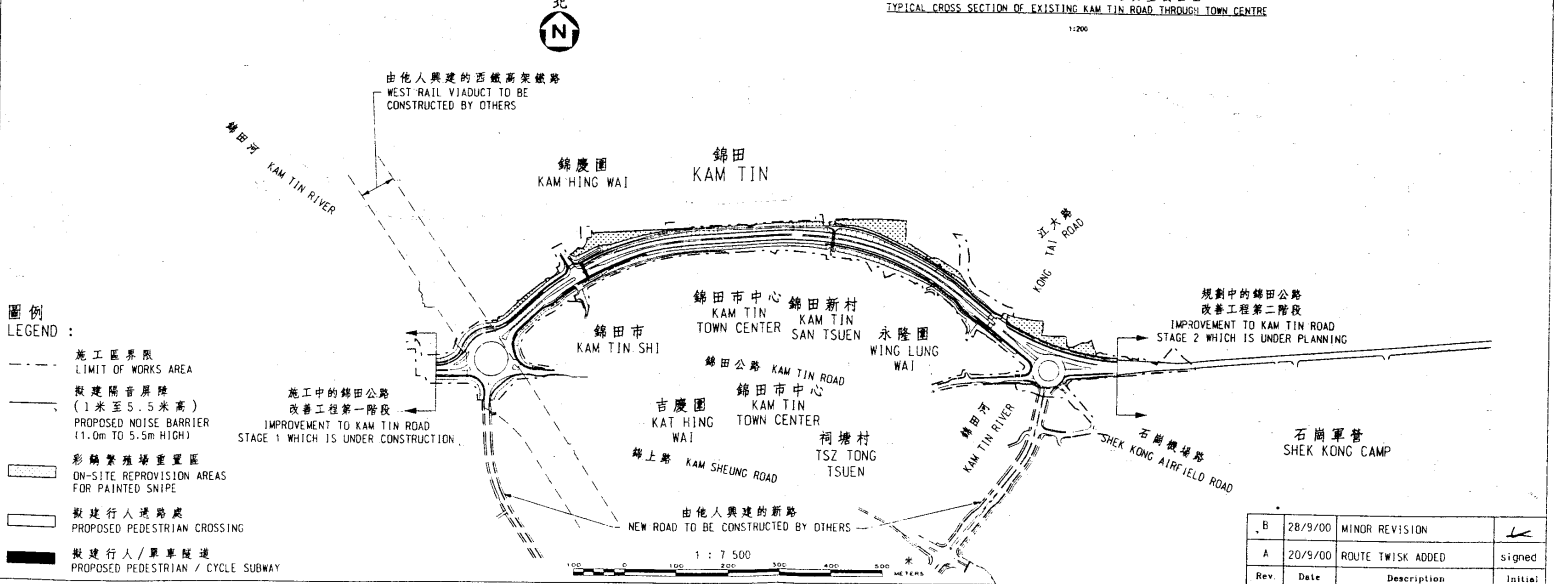 北
N
TYPICAL CROSS SECTION OF EXISTING KAM TIN ROAD THROUGH TOWN CENTRE
1:200
由他人興建的西鐵高架鐵路
WEST RAIL VIADUCT TO BE
CONSTRUCTED BY OTHERS
錦田河 KAM TIN RIVER
錦慶圍
KAM HING WAI
錦田
KAM TIN
江大路
KONG TAI ROAD
規劃中的錦田公路
改善工程第二階段
IMPROVEMENT TO KAM TIN ROAD
STAGE 2 WHICH IS UNDER PLANNING
錦田市
KAM TIN SHI
錦田市中心
KAM TIN
TOWN CENTER
錦田新村
KAM TIN
SAN TSUEN
永隆圍
WING LUNG
WAI
錦田公路 KAM TIN ROAD
錦田市中心
KAM TIN
TOWN CENTER
吉慶圍
KAT HING
WAI
祠塘村
TSZ TONG
TSUEN
錦田河
KAM TIN RIVER
石崗機場路
SHEK KONG AIRFIELD ROAD
石崗軍營
SHEK KONG CAMP
錦上路 KAM SHEUNG ROAD
施工中的錦田公路
改善工程第一階段
IMPROVEMENT TO KAM TIN ROAD
STAGE 1 WHICH IS UNDER CONSTRUCTION
由他人興建的新路
NEW ROAD TO BE CONSTRUCTED BY OTHERS
圖例
LEGEND :
施工區界限
LIMIT OF WORKS AREA
擬建隔音屏障
(1米至5.5米高)
PROPOSED NOISE BARRIER
(1.0m TO 5.5m HIGH)
彩鷸繁殖場重置區
ON-SITE REPROVISION AREAS
FOR PAINTED SNIPE
擬建行人過路處
PROPOSED PEDESTRIAN CROSSING
擬建行人/單車隧道
PROPOSED PEDESTRIAN / CYCLE SUBWAY
1 : 7 500
100 0 100 200 300 400 500 米
METERS
B 28/9/00 MINOR REVISION
A 20/9/00 ROUTE TWISK ADDED signed
Rev. Date Description Initial